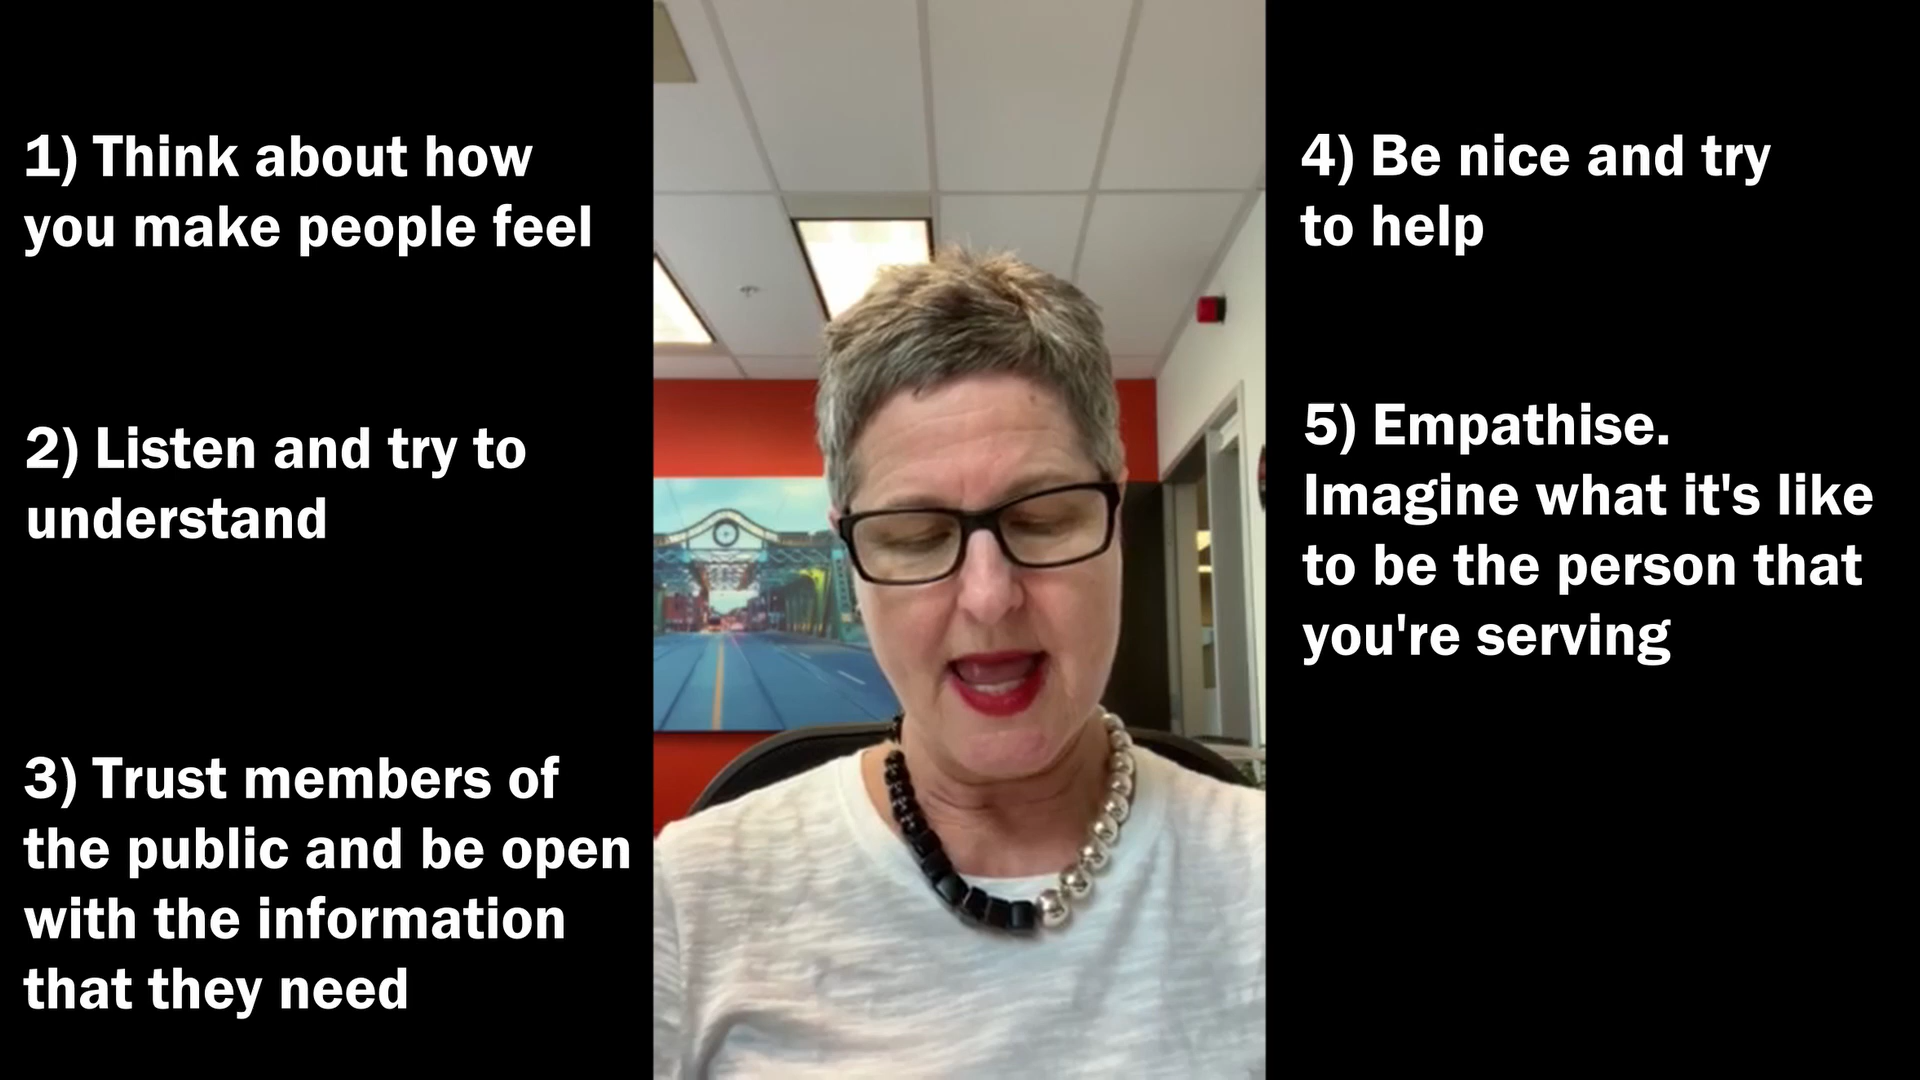 1) Think about how
you make people feel
2) Listen and try to
understand
3) Trust members of
the public and be open
with the information
that they need
4) Be nice and try
to help
5) Empathise.
Imagine what it's like
to be the person that
you're serving